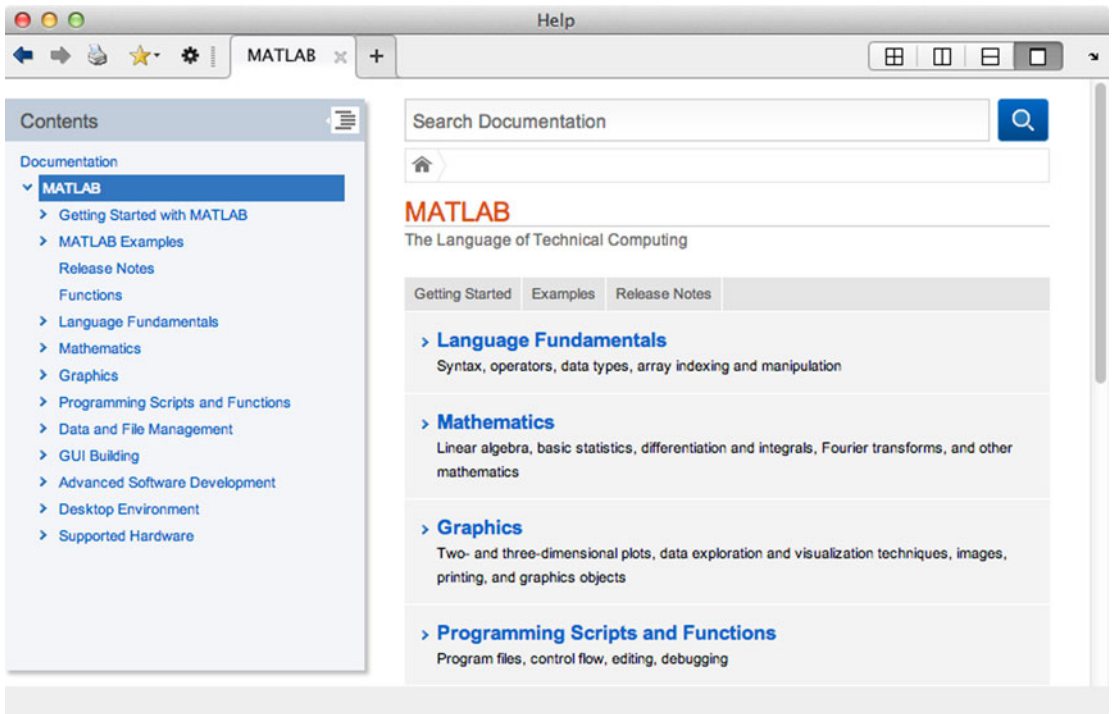 Help
MATLAB
Contents
Documentation
MATLAB
Getting Started with MATLAB
MATLAB Examples
Release Notes
Functions
Language Fundamentals
Mathematics
Graphics
Programming Scripts and Functions
Data and File Management
GUI Building
Advanced Software Development
Desktop Environment
Supported Hardware
Search Documentation
MATLAB
The Language of Technical Computing
Getting Started Examples Release Notes
Language Fundamentals
Syntax, operators, data types, array indexing and manipulation
Mathematics
Linear algebra, basic statistics, differentiation and integrals, Fourier transforms, and other
mathematics
Graphics
Two- and three-dimensional plots, data exploration and visualization techniques, images,
printing, and graphics objects
Programming Scripts and Functions
Program files, control flow, editing, debugging